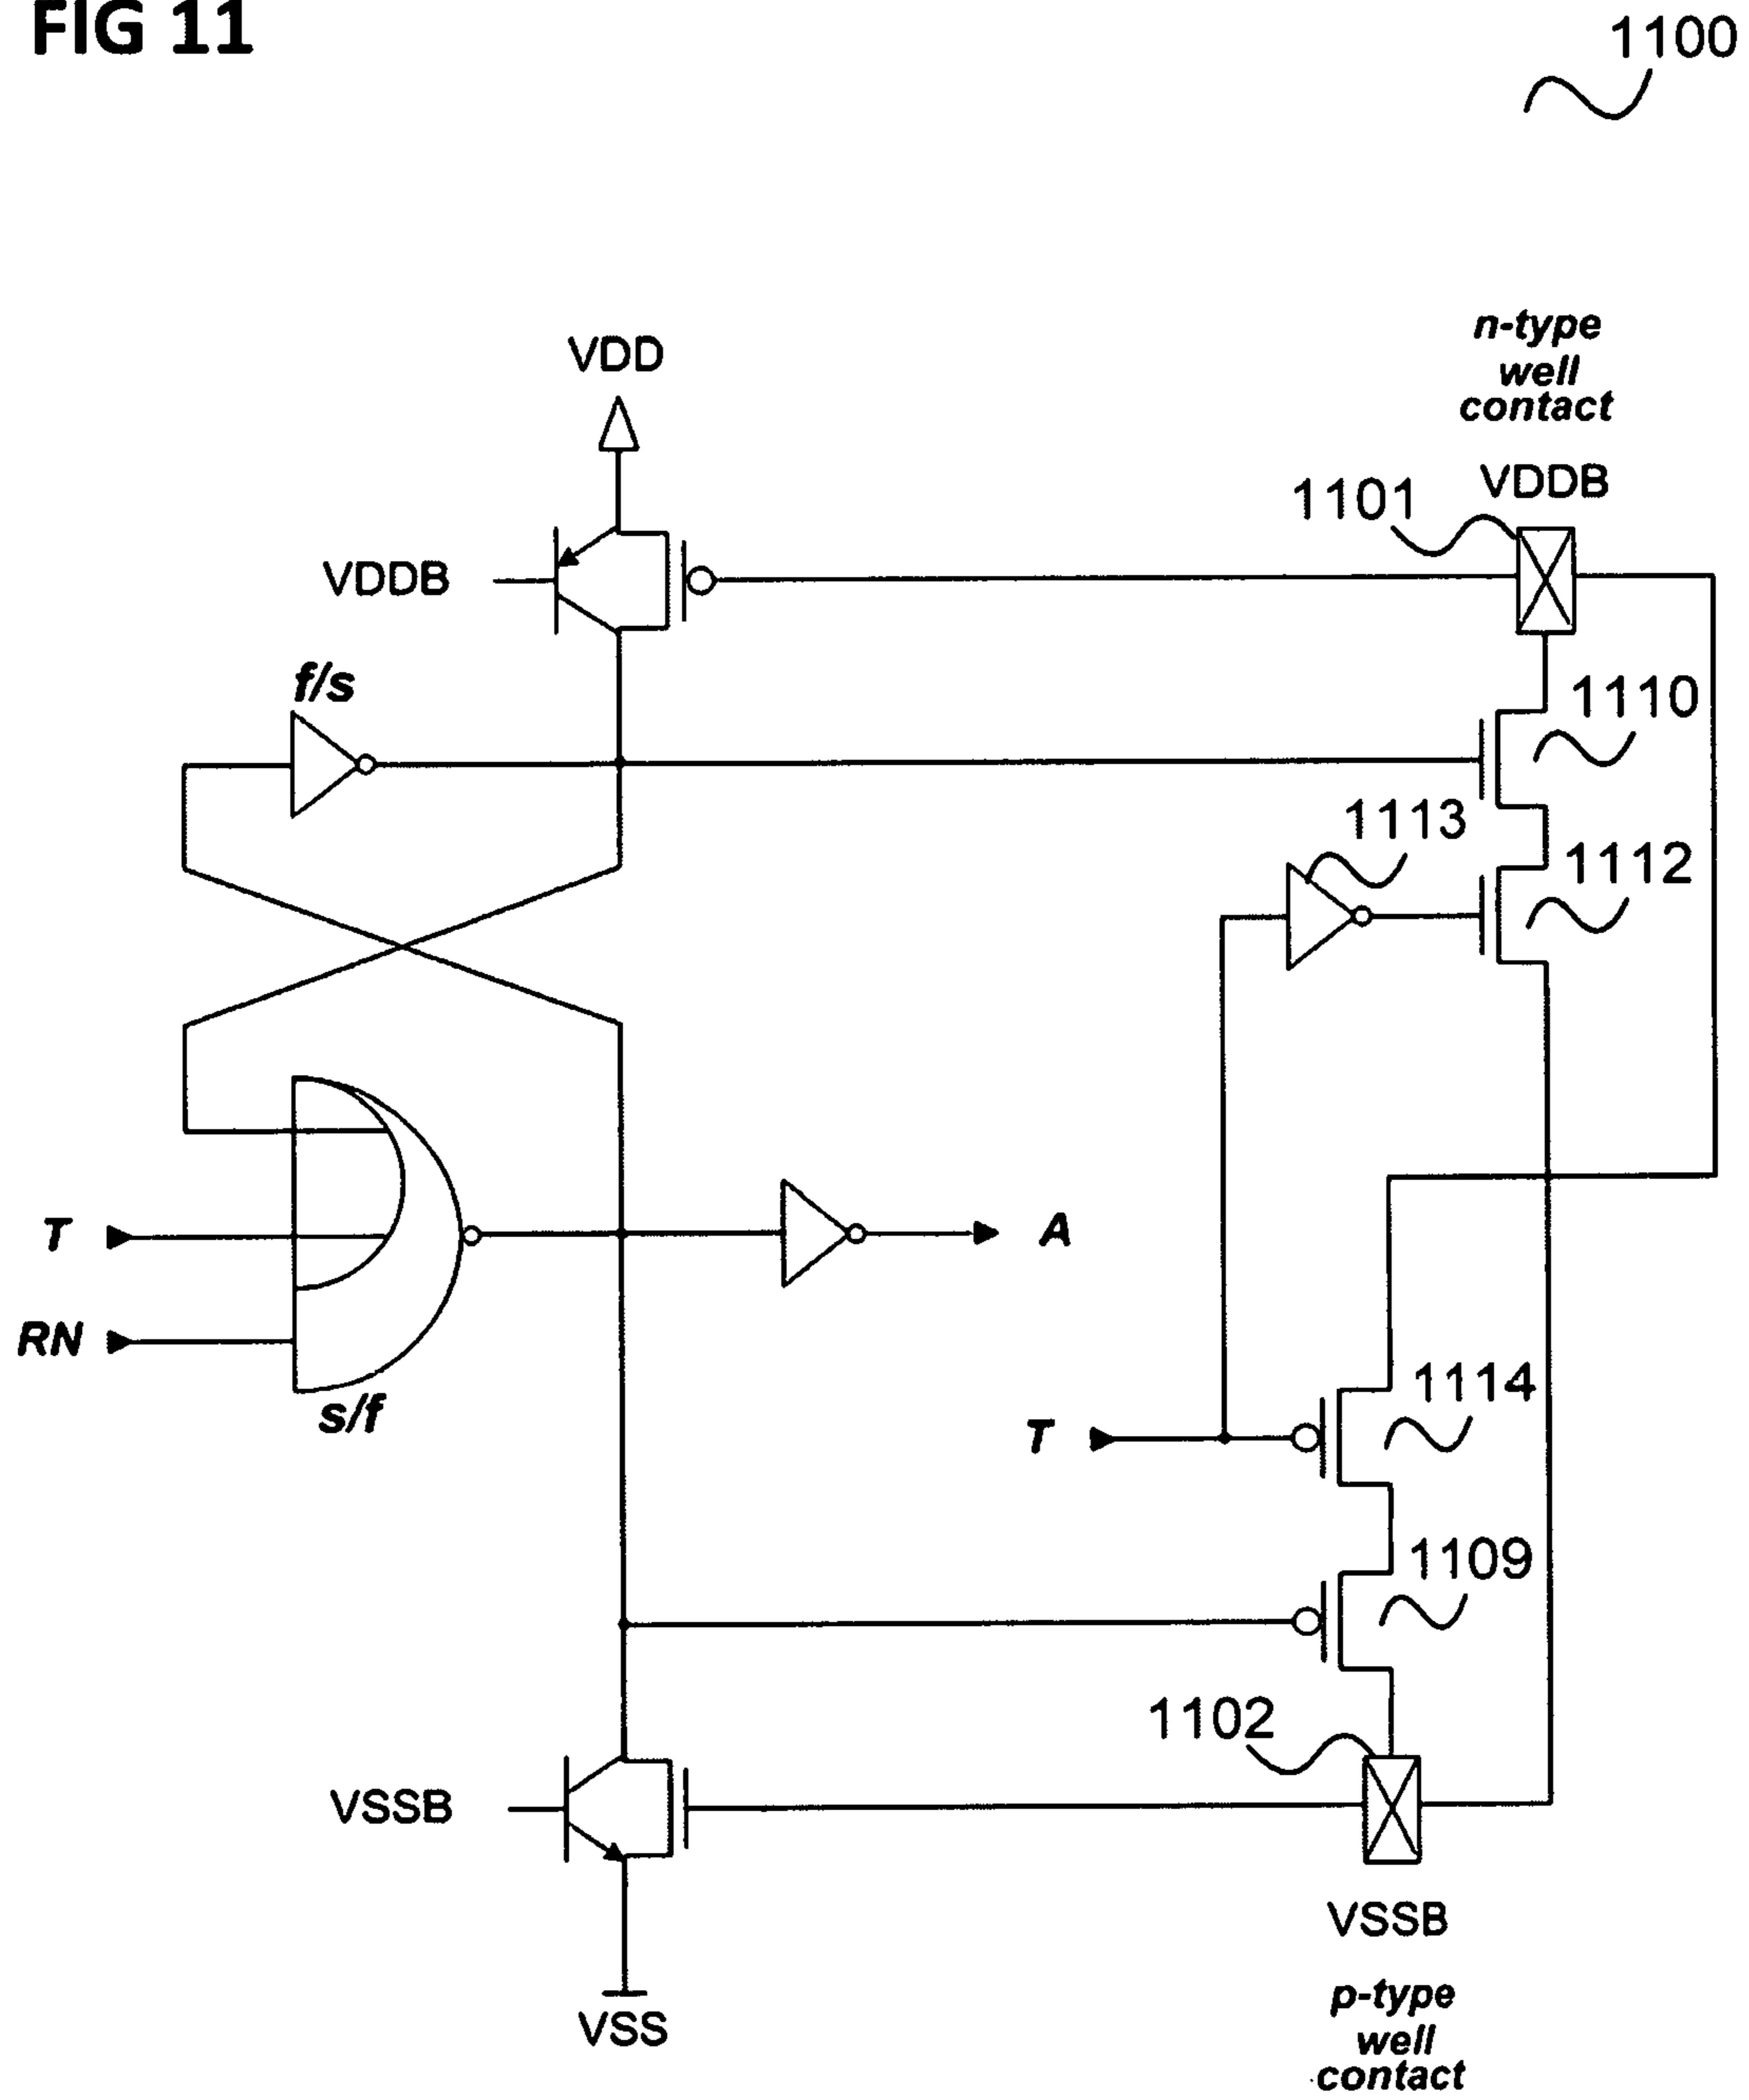 FIG 11
1100
n-type
well
contact
VDD
VDDB
1101
VDDB
f/s
1110
1113
1112
T
A
RN
s/f
1114
T
1109
1102
VSSB
VSSB
VSS
p-type
well
contact